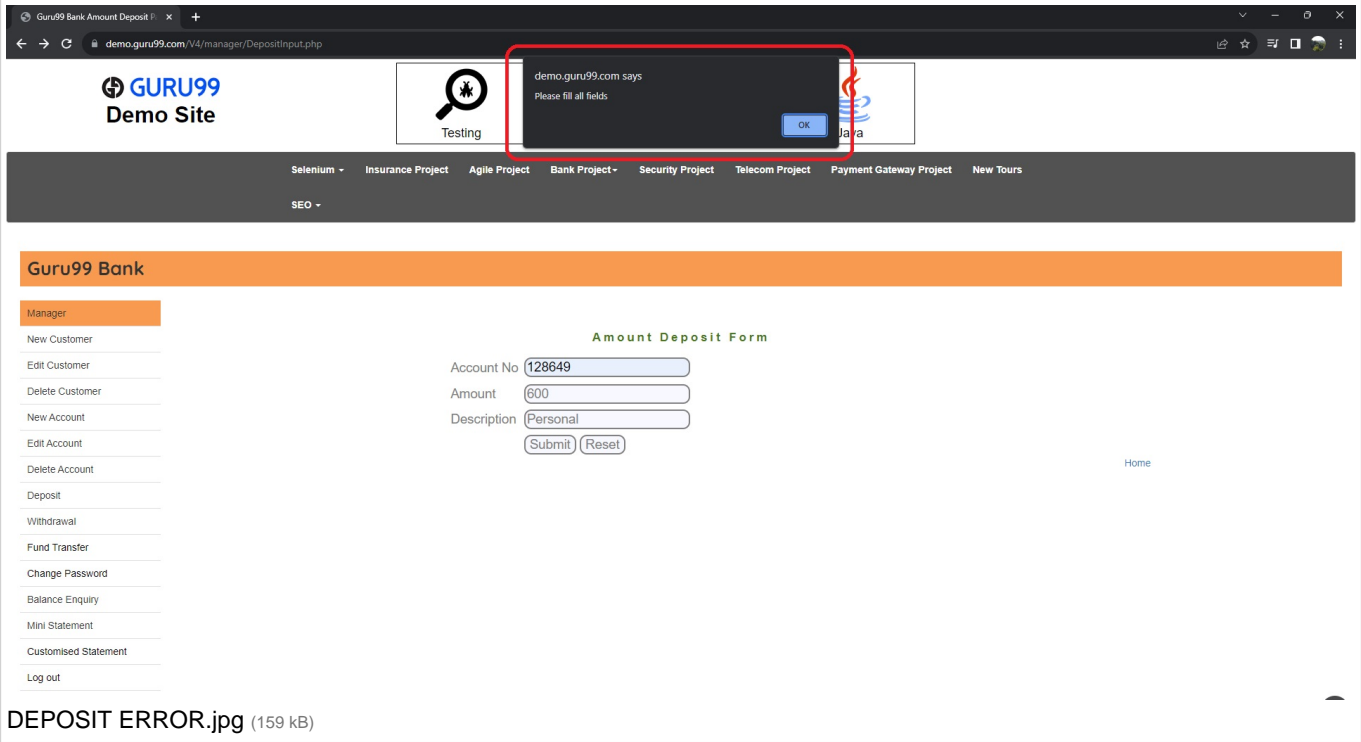 Guru99 Bank Amount Deposit P
demo.guru99.com/V4/manager/DepositInput.php
GURU99
Demo Site
Testing
Java
demo.guru99.com says
Please fill all fields
OK
Selenium Insurance Project Agile Project Bank Project Security Project Telecom Project Payment Gateway Project New Tours
SEO
Guru99 Bank
Manager
New Customer
Edit Customer
Delete Customer
New Account
Edit Account
Delete Account
Deposit
Withdrawal
Fund Transfer
Change Password
Balance Enquiry
Mini Statement
Customised Statement
Log out
Amount Deposit Form
Account No 128649
Amount 600
Description Personal
Submit Reset
Home
DEPOSIT ERROR.jpg (159 kB)